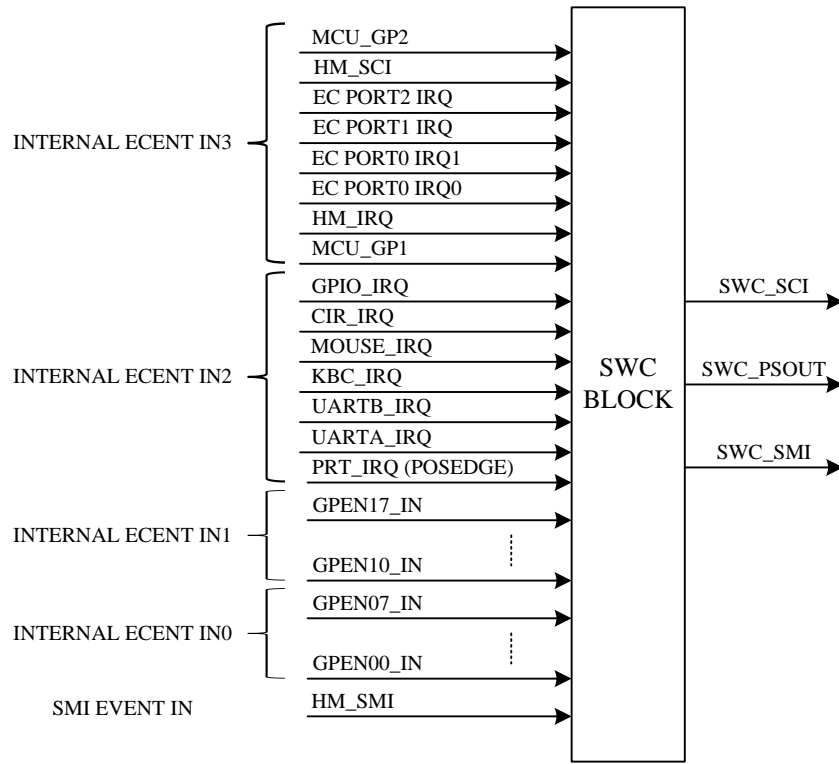 MCU_GP2
HM_SCI
EC PORT2 IRQ
EC PORT1 IRQ
INTERNAL ECENT IN3
EC PORT0 IRQ1
EC PORT0 IRQ0
HM_IRQ
MCU_GP1
GPIO_IRQ
CIR_IRQ
MOUSE_IRQ
INTERNAL ECENT IN2
KBC_IRQ
UARTB_IRQ
UARTA_IRQ
PRT_IRQ (POSEDGE)
GPEN17_IN
INTERNAL ECENT IN1
GPEN10_IN
GPEN07_IN
INTERNAL ECENT IN0
GPEN00_IN
SMI EVENT IN
HM_SMI
SWC
BLOCK
SWC_SCI
SWC_PSOUT
SWC_SMI